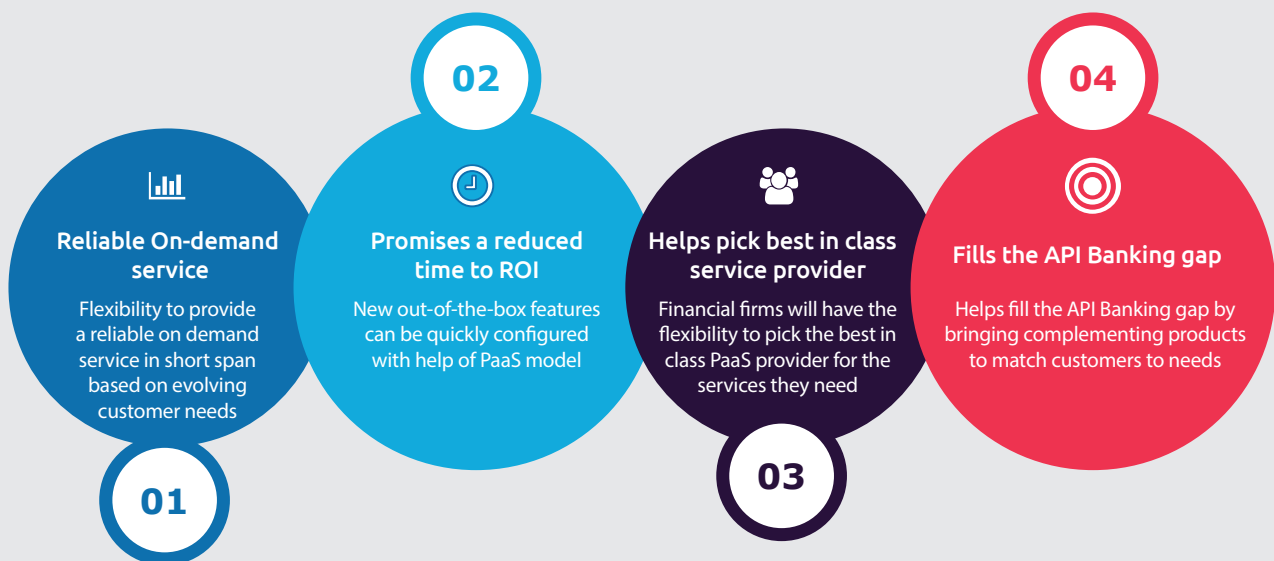 01
Reliable On-demand
service
Flexibility to provide
a reliable on demand
service in short span
based on evolving
customer needs
02
Promises a reduced
time to ROI
New out-of-the-box features
can be quickly configured
with help of PaaS model
03
Helps pick best in class
service provider
Financial firms will have the
flexibility to pick the best in
class PaaS provider for the
services they need
04
Fills the API Banking gap
Helps fill the API Banking gap by
bringing complementing products
to match customers to needs